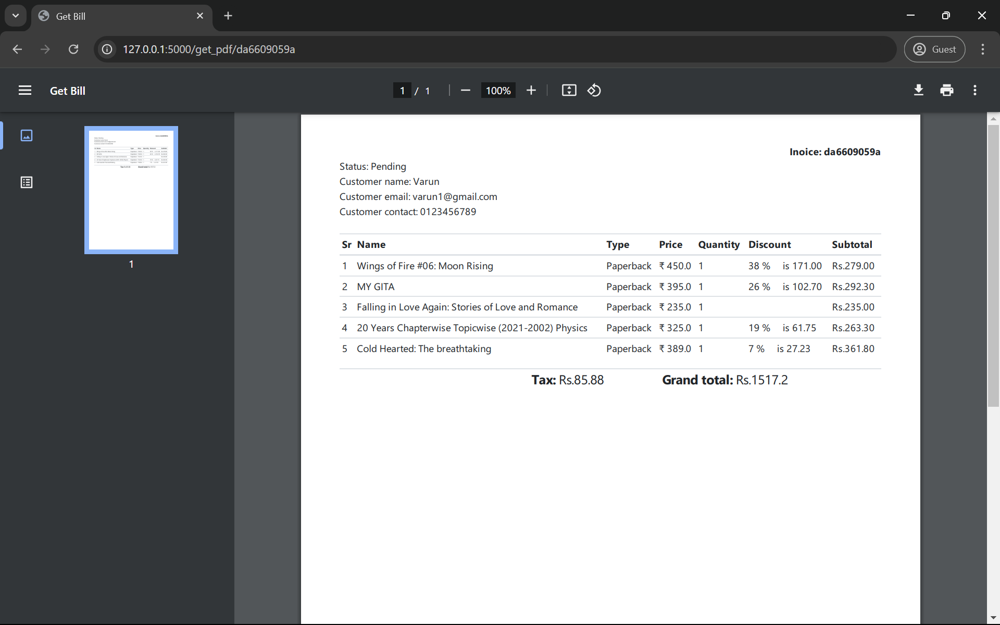 Get Bill
127.0.0.1:5000/get_pdf/da6609059a
Guest
Get Bill
1 / 1
100%
1
Inoice: da6609059a
Status: Pending
Customer name: Varun
Customer email: varun1@gmail.com
Customer contact: 0123456789
Sr Name Type Price Quantity Discount Subtotal
1 Wings of Fire #06: Moon Rising Paperback ₹ 450.0 1 38 % is 171.00 Rs.279.00
2 MY GITA Paperback ₹ 395.0 1 26 % is 102.70 Rs.292.30
3 Falling in Love Again: Stories of Love and Romance Paperback ₹ 235.0 1 Rs.235.00
4 20 Years Chapterwise Topicwise (2021-2002) Physics Paperback ₹ 325.0 1 19 % is 61.75 Rs.263.30
5 Cold Hearted: The breathtaking Paperback ₹ 389.0 1 7 % is 27.23 Rs.361.80
Tax: Rs.85.88 Grand total: Rs.1517.2